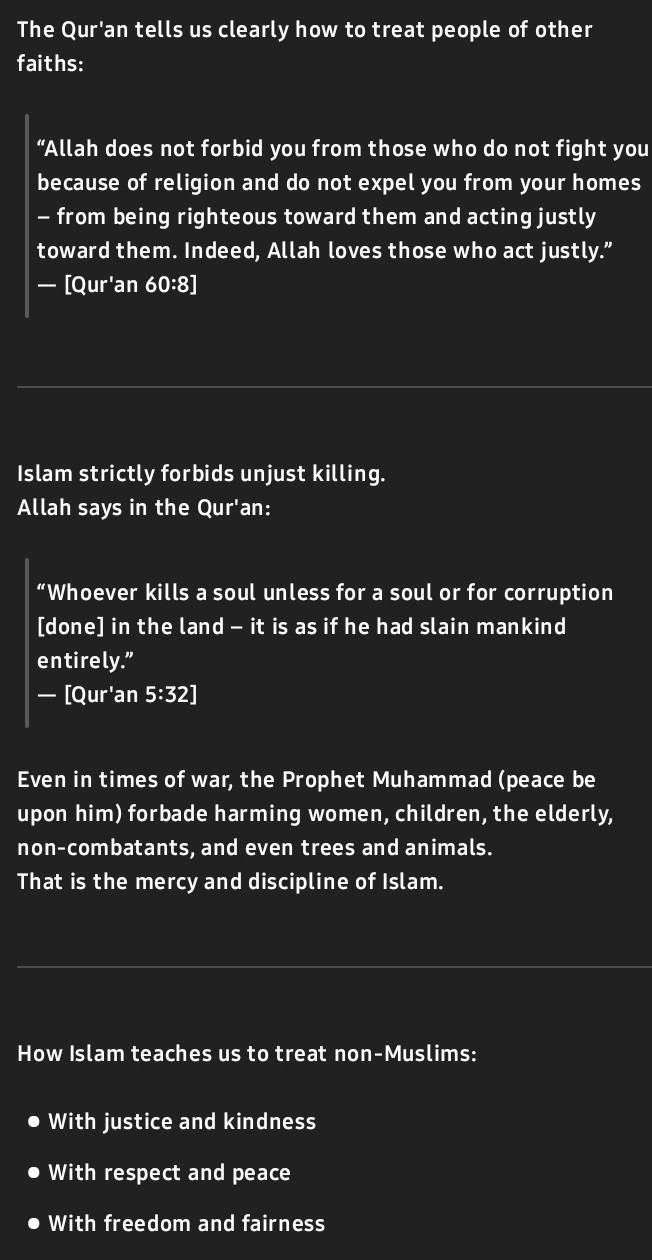 The Qur'an tells us clearly how to treat people of other
faiths:
“Allah does not forbid you from those who do not fight you
because of religion and do not expel you from your homes
– from being righteous toward them and acting justly
toward them. Indeed, Allah loves those who act justly.”
— [Qur'an 60:8]
Islam strictly forbids unjust killing.
Allah says in the Qur'an:
“Whoever kills a soul unless for a soul or for corruption
[done] in the land – it is as if he had slain mankind
entirely.”
— [Qur'an 5:32]
Even in times of war, the Prophet Muhammad (peace be
upon him) forbade harming women, children, the elderly,
non-combatants, and even trees and animals.
That is the mercy and discipline of Islam.
How Islam teaches us to treat non-Muslims:
● With justice and kindness
● With respect and peace
● With freedom and fairness